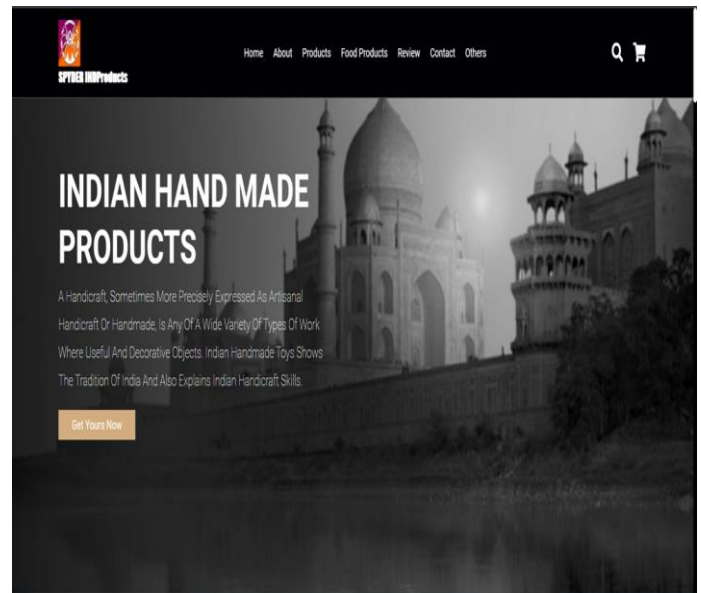 SPYDER INDProducts
Home About Products Food Products Review Contact Others
INDIAN HAND MADE
PRODUCTS
A Handicraft, Sometimes More Precisely Expressed As Artisanal
Handicraft Or Handmade, Is Any Of A Wide Variety Of Types Of Work
Where Useful And Decorative Objects. Indian Handmade Toys Shows
The Tradition Of India And Also Explains Indian Handicraft Skills.
Get Yours Now